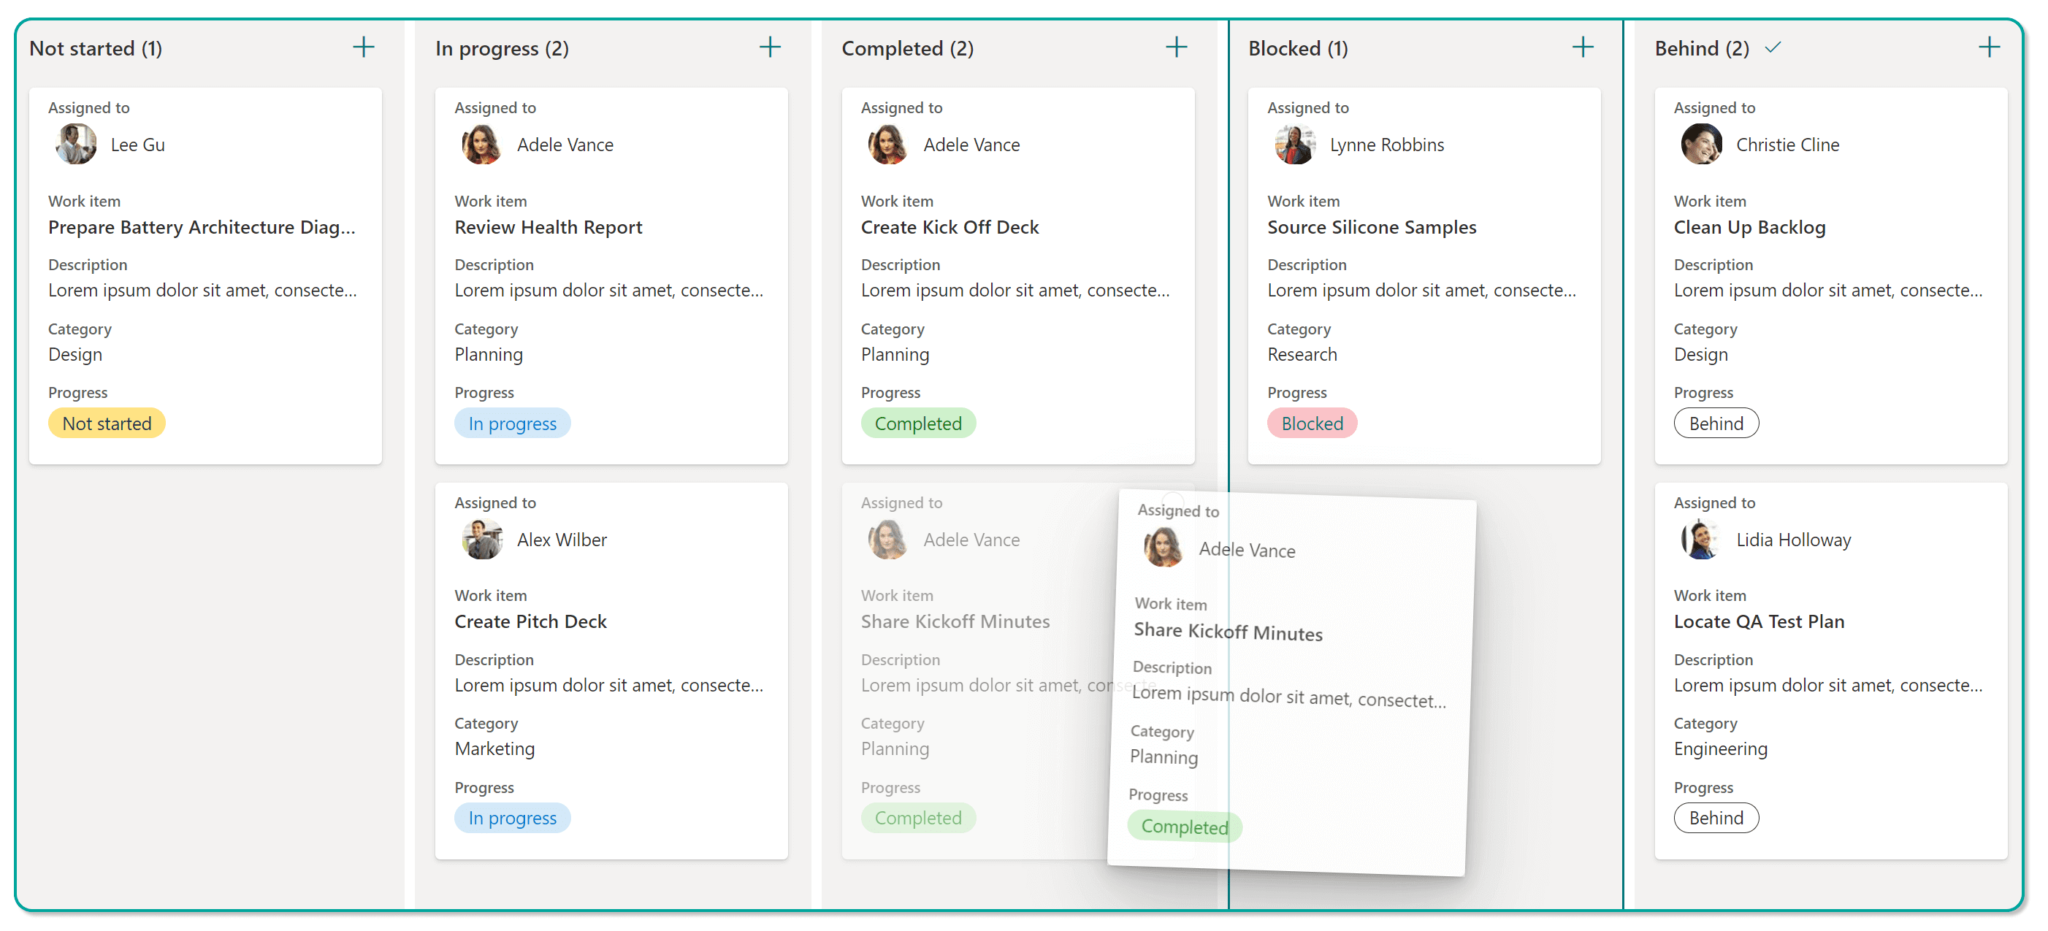 Not started (1)
Assigned to
Lee Gu
Work item
Prepare Battery Architecture Diag...
Description
Lorem ipsum dolor sit amet, consecte...
Category
Design
Progress
Not started
In progress (2)
Assigned to
Adele Vance
Work item
Review Health Report
Description
Lorem ipsum dolor sit amet, consecte...
Category
Planning
Progress
In progress
Assigned to
Alex Wilber
Work item
Create Pitch Deck
Description
Lorem ipsum dolor sit amet, consecte...
Category
Marketing
Progress
In progress
Completed (2)
Assigned to
Adele Vance
Work item
Create Kick Off Deck
Description
Lorem ipsum dolor sit amet, consecte...
Category
Planning
Progress
Completed
Assigned to
Adele Vance
Work item
Share Kickoff Minutes
Description
Lorem ipsum dolor sit amet, consecte...
Category
Planning
Progress
Completed
Assigned to
Adele Vance
Work item
Share Kickoff Minutes
Description
Lorem ipsum dolor sit amet, consectet...
Category
Planning
Progress
Completed
Blocked (1)
Assigned to
Lynne Robbins
Work item
Source Silicone Samples
Description
Lorem ipsum dolor sit amet, consecte...
Category
Research
Progress
Blocked
Behind (2)
Assigned to
Christie Cline
Work item
Clean Up Backlog
Description
Lorem ipsum dolor sit amet, consecte...
Category
Design
Progress
Behind
Assigned to
Lidia Holloway
Work item
Locate QA Test Plan
Description
Lorem ipsum dolor sit amet, consecte...
Category
Engineering
Progress
Behind